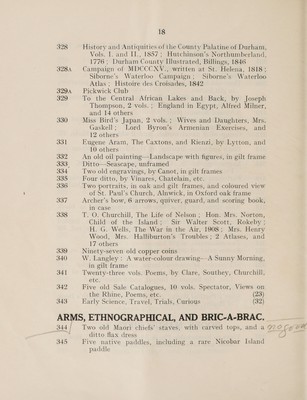 18
328 History and Antiquities of the County Palatine of Durham,
Vols. I. and II., 1857; Hutchinson's Northumberland,
1776; Durham County Illustrated, Billings, 1846
328A Campaign of MDCCCXV., written at St. Helena, 1818;
Siborne's Waterloo Campaign; Siborne's Waterloo
Atlas; Histoire des Croisades, 1842
329A Pickwick Club
329 To the Central African Lakes and Back, by Joseph
Thompson, 2 vols.; England in Egypt, Alfred Milner,
and 14 others
330 Miss Bird's Japan, 2 vols.; Wives and Daughters, Mrs.
Gaskell; Lord Byron's Armenian Exercises, and
12 others
331 Eugene Aram, The Caxtons, and Rienzi, by Lytton, and
10 others
332 An old oil painting—Landscape with figures, in gilt frame
333 Ditto—Seascape, unframed
334 Two old engravings, by Canot, in gilt frames
335 Four ditto, by Vinares, Chatelain, etc.
336 Two portraits, in oak and gilt frames, and coloured view
of St. Paul's Church, Alnwick, in Oxford oak frame
337 Archer's bow, 6 arrows, quiver, guard, and scoring book,
in case
338 T. O. Churchill, The Life of Nelson; Hon. Mrs. Norton,
Child of the Island; Sir Walter Scott, Rokeby;
H. G. Wells, The War in the Air, 1908; Mrs. Henry
Wood, Mrs. Halliburton's Troubles; 2 Atlases, and
17 others
339 Ninety-seven old copper coins
340 W. Langley: A water-colour drawing—A Sunny Morning,
in gilt frame
341 Twenty-three vols. Poems, by Clare, Southey, Churchill,
etc.
342 Five old Sale Catalogues, 10 vols. Spectator, Views on
the Rhine, Poems, etc. (23)
343 Early Science, Travel, Trials, Curious (32)
ARMS, ETHNOGRAPHICAL, AND BRIC-A-BRAC.
344 Two old Maori chiefs' staves, with carved tops, and a
ditto flax dress
345 Five native paddles, including a rare Nicobar Island
paddle